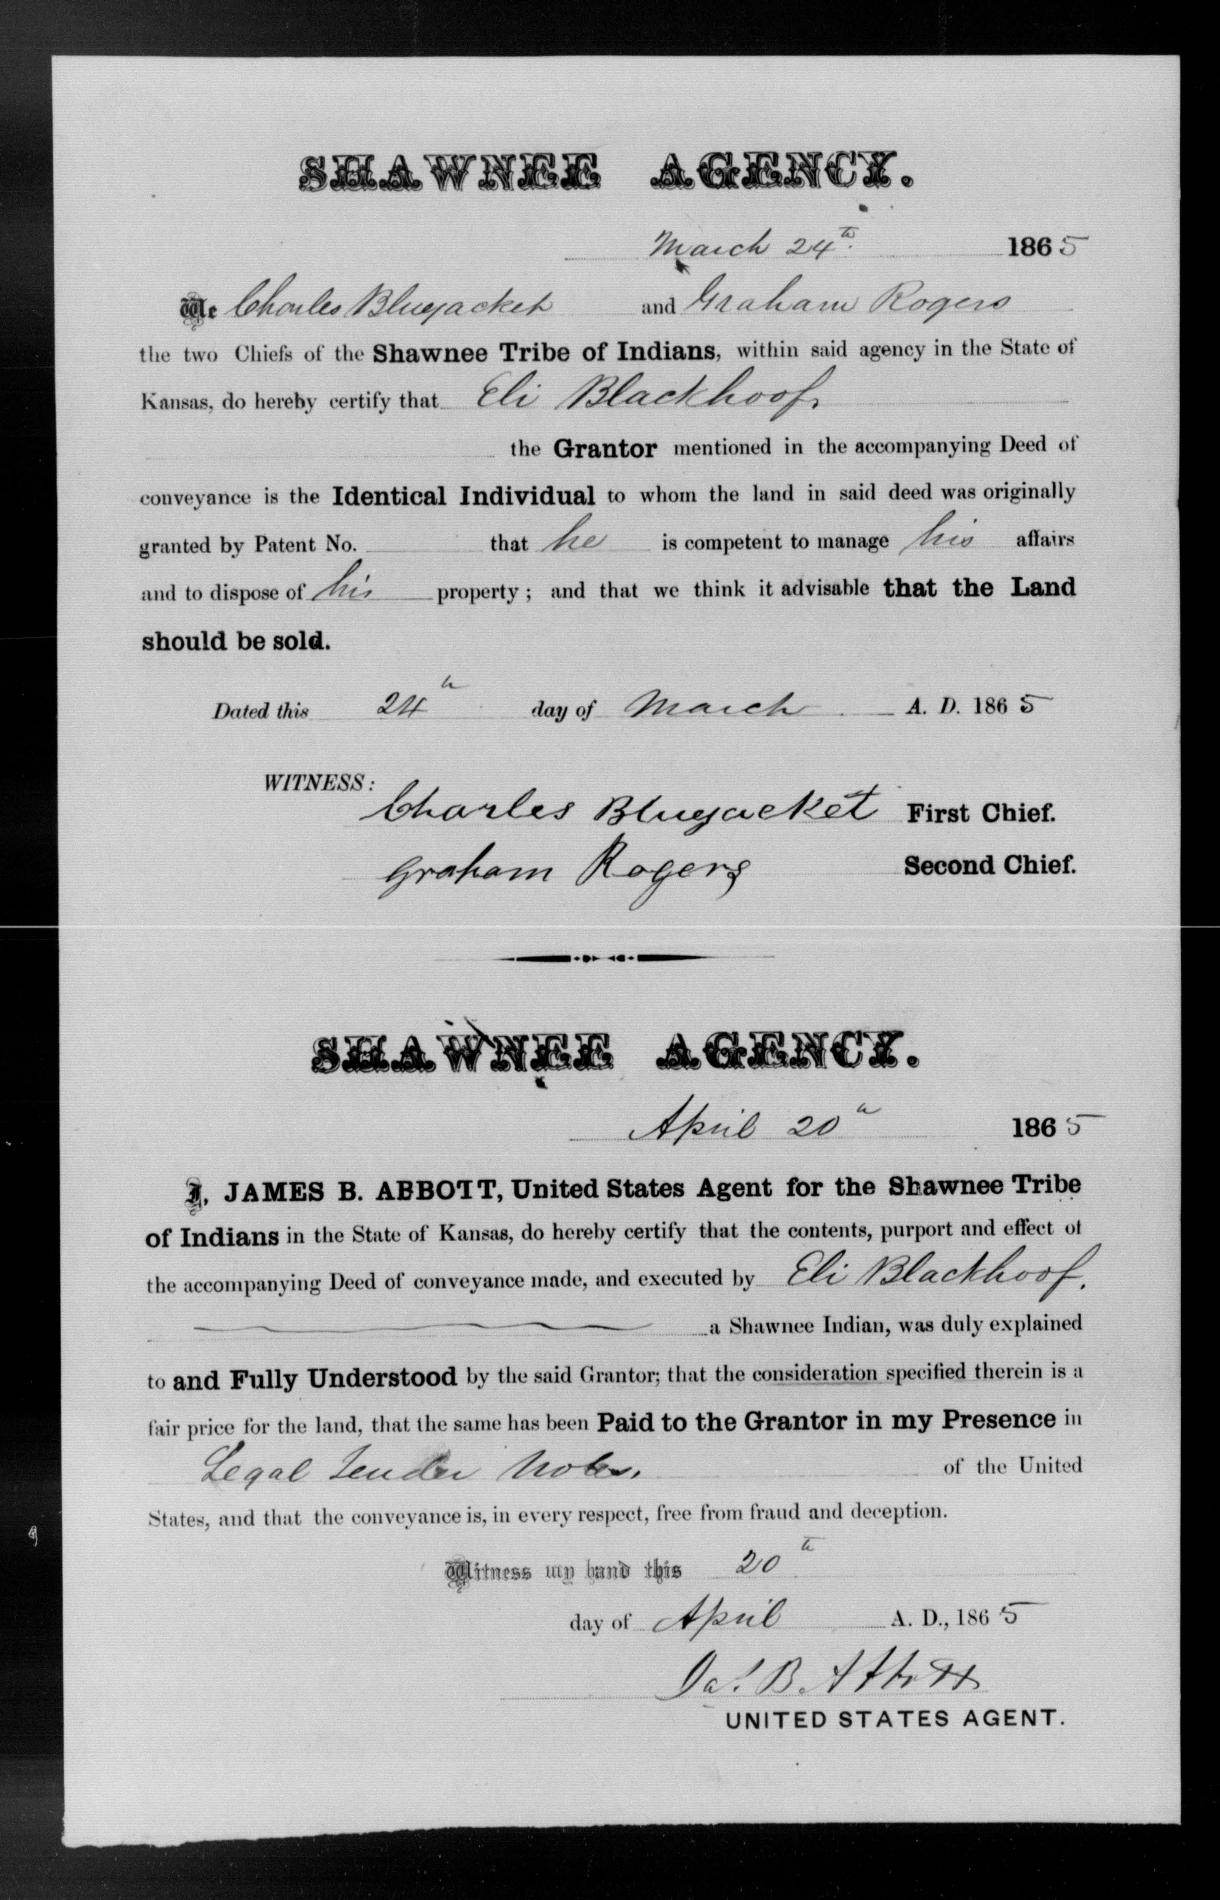 SHAWNEE AGENCY.
March 24th. 1865
We Charles Bluejacket and Graham Rogers
the two Chiefs of the Shawnee Tribe of Indians, within said agency in the State of
Kansas, do hereby certify that Eli Blackhoof,
the Grantor mentioned in the accompanying Deed of
conveyance is the Identical Individual to whom the land in said deed was originally
granted by Patent No. that he is competent to manage his affairs
and to dispose of his property; and that we think it advisable that the Land
should be sold.
Dated this 24th day of March A. D. 1865
WITNESS:
Charles Bluejacket First Chief.
Graham Rogers Second Chief.
SHAWNEE AGENCY.
April 20th 1865
I, JAMES B. ABBOTT, United States Agent for the Shawnee Tribe
of Indians in the State of Kansas, do hereby certify that the contents, purport and effect of
the accompanying Deed of conveyance made, and executed by Eli Blackhoof,
a Shawnee Indian, was duly explained
to and Fully Understood by the said Grantor; that the consideration specified therein is a
fair price for the land, that the same has been Paid to the Grantor in my Presence in
Legal Tender Notes. of the United
States, and that the conveyance is, in every respect, free from fraud and deception.
Witness my hand this 20th
day of April A. D., 1865
Jas. B. Abbott
UNITED STATES AGENT.